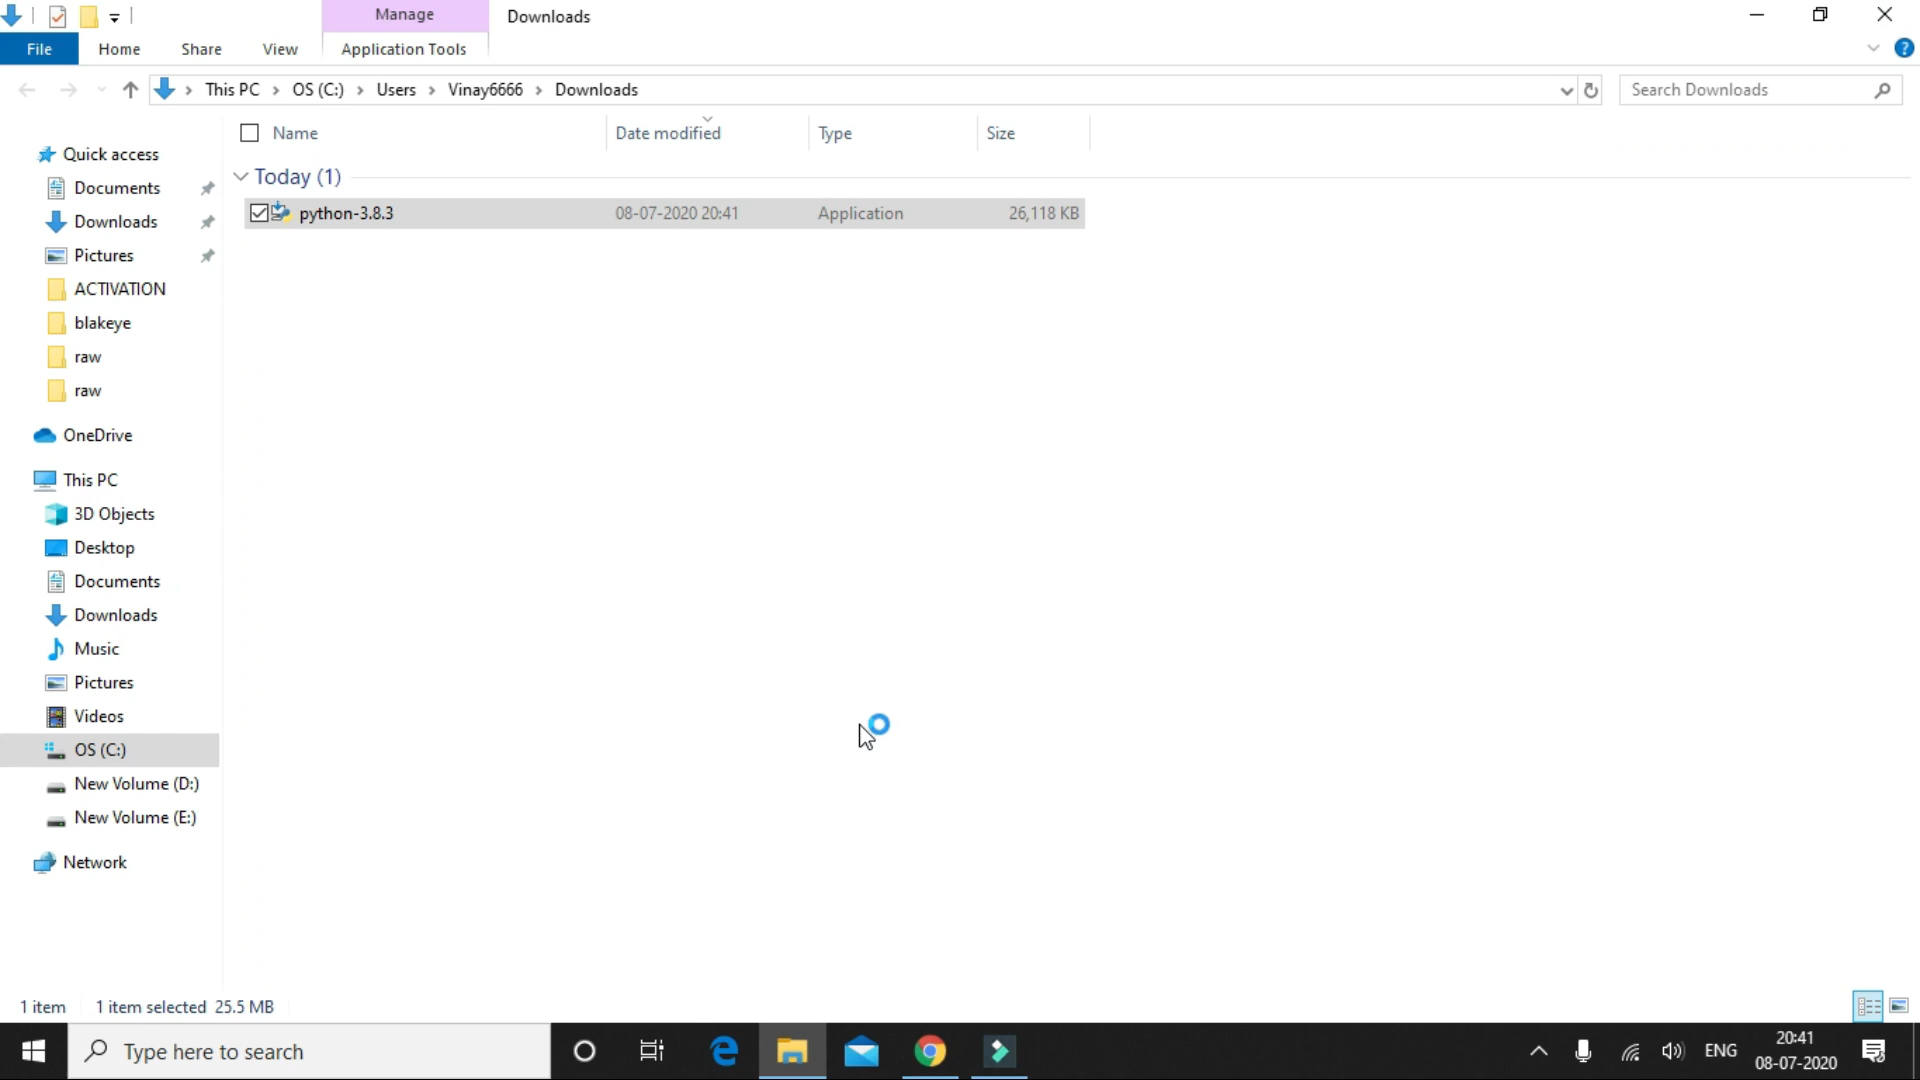 Manage
Downloads
File
Home
Share
View
Application Tools
This PC
OS (C:)
Users
Vinay6666
Downloads
Search Downloads
Name
Date modified
Type
Size
Today (1)
python-3.8.3
08-07-2020 20:41
Application
26,118 KB
Quick access
Documents
Downloads
Pictures
ACTIVATION
blakeye
raw
raw
OneDrive
This PC
3D Objects
Desktop
Documents
Downloads
Music
Pictures
Videos
OS (C:)
New Volume (D:)
New Volume (E:)
Network
1 item
1 item selected 25.5 MB
Type here to search
ENG
20:41
08-07-2020